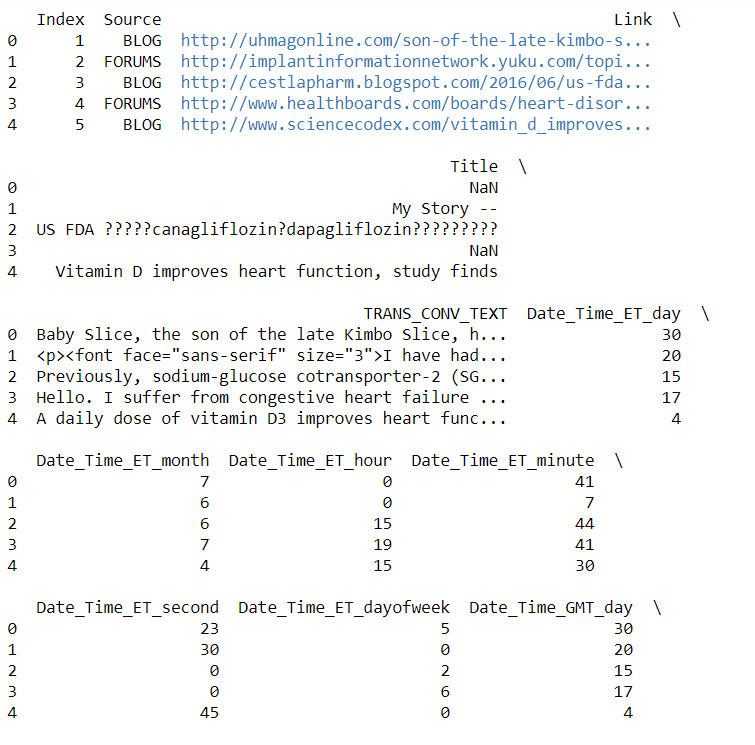 Index Source Link \
0 1 BLOG http://uhmagonline.com/son-of-the-late-kimbo-s...
1 2 FORUMS http://implantinformationnetwork.yuku.com/topi...
2 3 BLOG http://cestlapharm.blogspot.com/2016/06/us-fda...
3 4 FORUMS http://www.healthboards.com/boards/heart-disor...
4 5 BLOG http://www.sciencecodex.com/vitamin_d_improves...
Title \
0 NaN
1 My Story --
2 US FDA ?????canagliflozin?dapagliflozin?????????
3 NaN
4 Vitamin D improves heart function, study finds
TRANS_CONV_TEXT Date_Time_ET_day \
0 Baby Slice, the son of the late Kimbo Slice, h... 30
1 <p><font face="sans-serif" size="3">I have had... 20
2 Previously, sodium-glucose cotransporter-2 (SG... 15
3 Hello. I suffer from congestive heart failure ... 17
4 A daily dose of vitamin D3 improves heart func... 4
Date_Time_ET_month Date_Time_ET_hour Date_Time_ET_minute \
0 7 0 41
1 6 0 7
2 6 15 44
3 7 19 41
4 4 15 30
Date_Time_ET_second Date_Time_ET_dayofweek Date_Time_GMT_day \
0 23 5 30
1 30 0 20
2 0 2 15
3 0 6 17
4 45 0 4